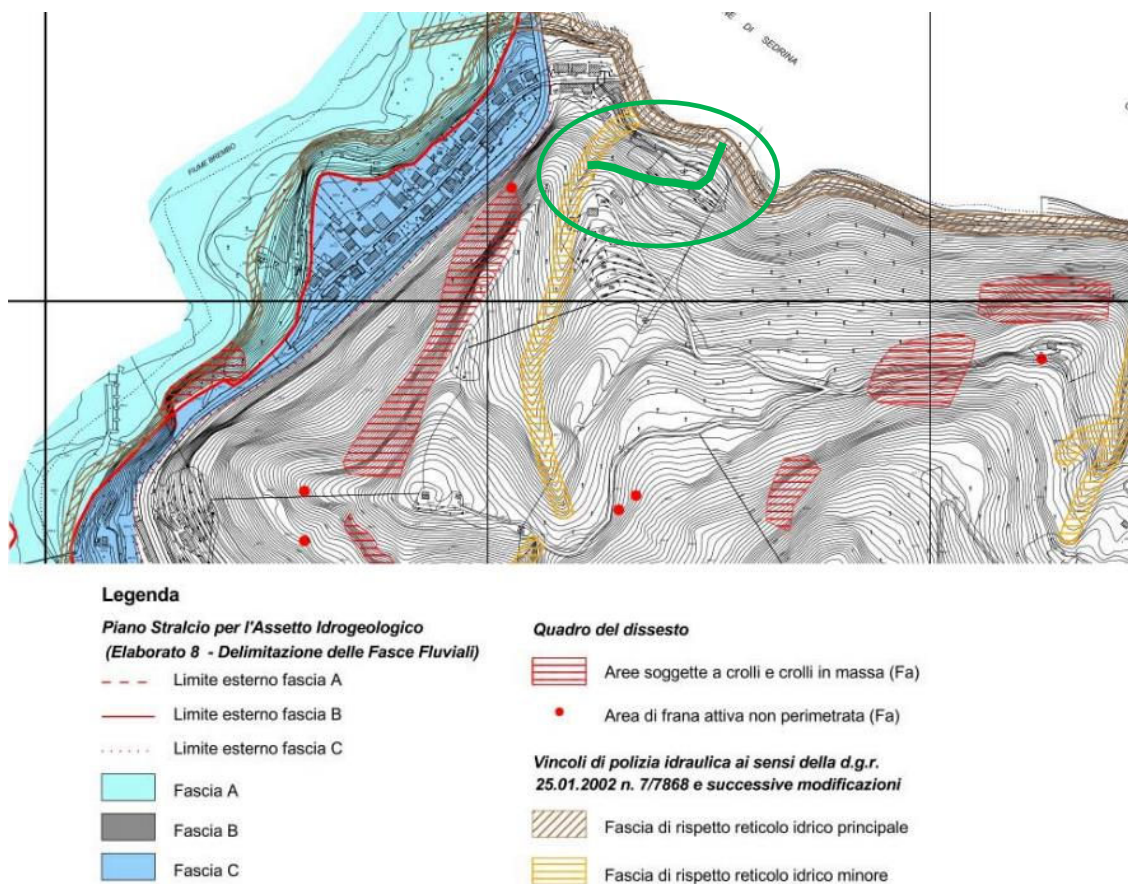 NE DI SEDRINA
FIUME BREMBO
Legenda
Piano Stralcio per l'Assetto Idrogeologico
(Elaborato 8 - Delimitazione delle Fasce Fluviali)
Limite esterno fascia A
Limite esterno fascia B
Limite esterno fascia C
Fascia A
Fascia B
Fascia C
Quadro del dissesto
Aree soggette a crolli e crolli in massa (Fa)
Area di frana attiva non perimetrata (Fa)
Vincoli di polizia idraulica ai sensi della d.g.r.
25.01.2002 n. 7/7868 e successive modificazioni
Fascia di rispetto reticolo idrico principale
Fascia di rispetto reticolo idrico minore